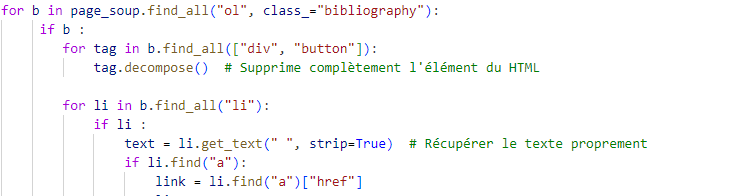 for b in page_soup.find_all("ol", class_="bibliography"):
if b :
for tag in b.find_all(["div", "button"]):
tag.decompose()  # Supprime complètement l'élément du HTML
for li in b.find_all("li"):
if li :
text = li.get_text(" ", strip=True)  # Récupérer le texte proprement
if li.find("a"):
link = li.find("a")["href"]